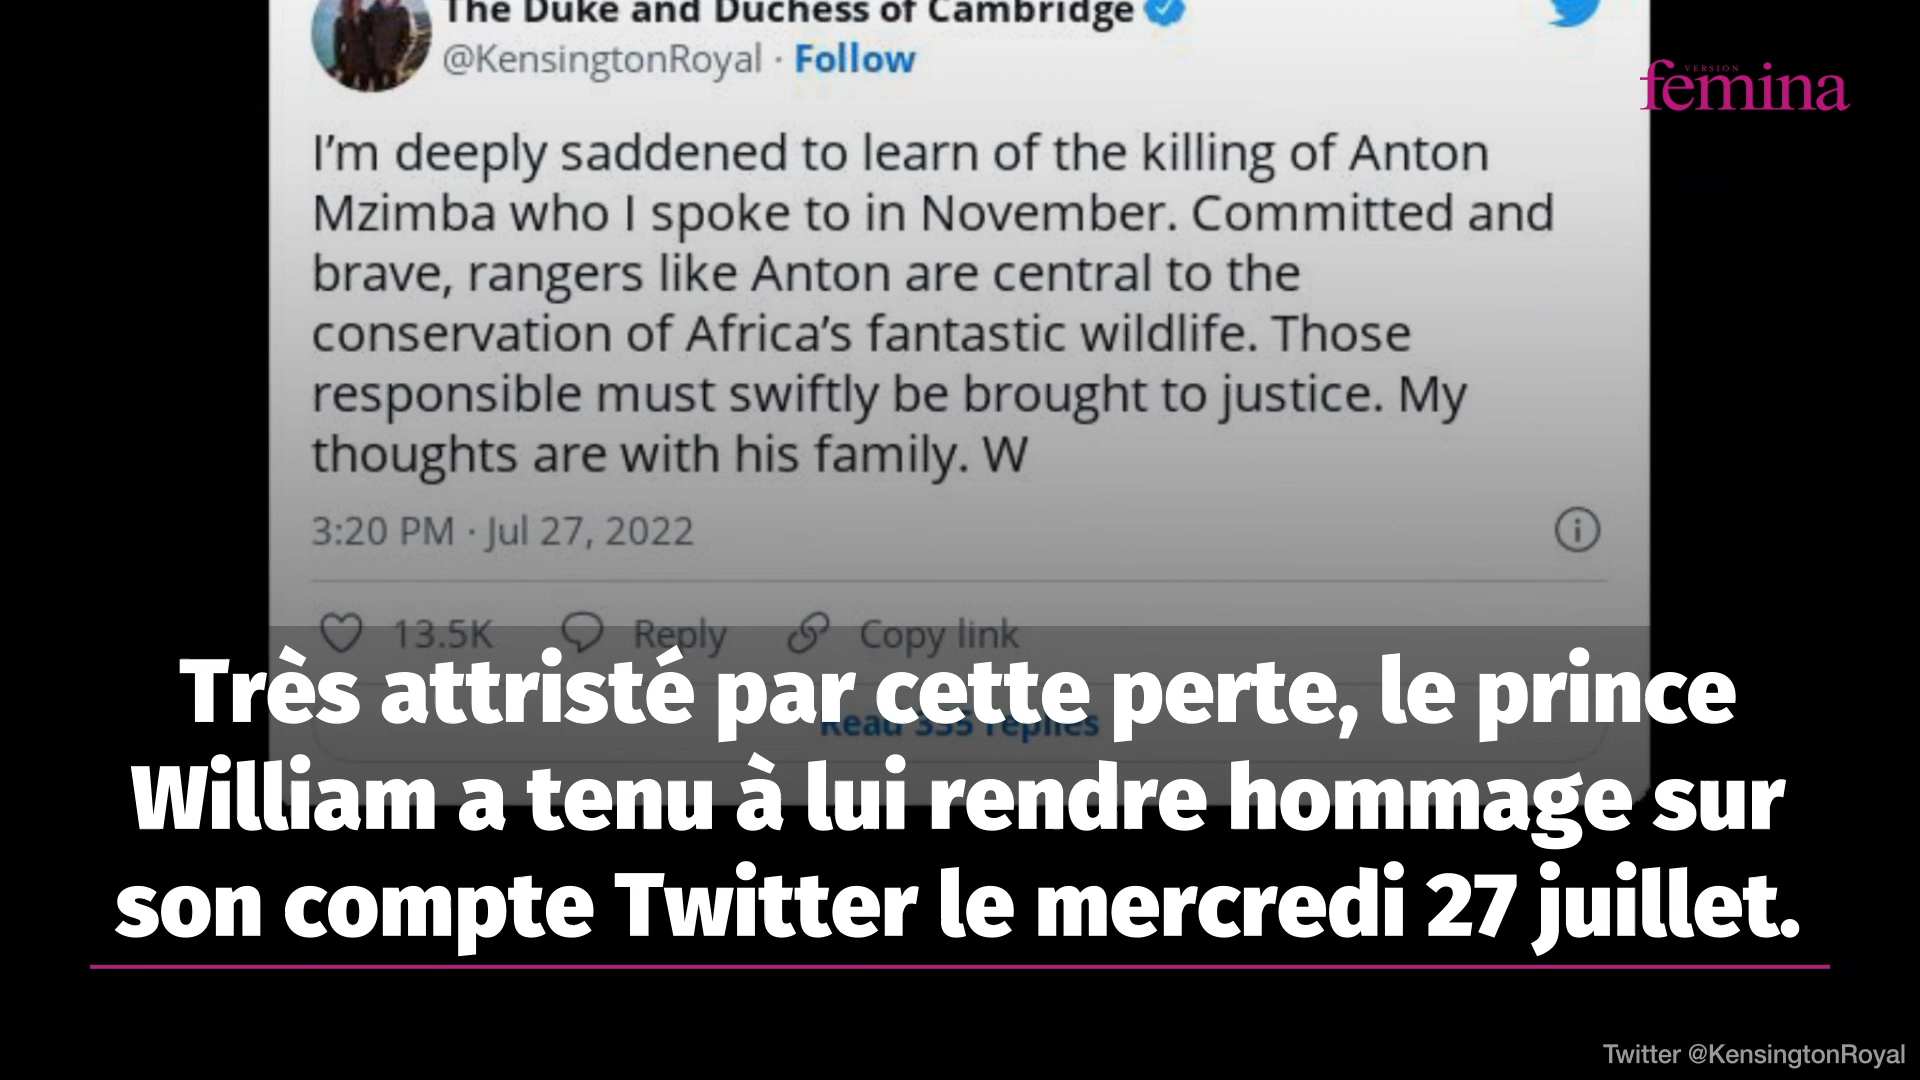 The Duke and Duchess of Cambridge
@KensingtonRoyal · Follow
VERSION
femina
I'm deeply saddened to learn of the killing of Anton
Mzimba who I spoke to in November. Committed and
brave, rangers like Anton are central to the
conservation of Africa's fantastic wildlife. Those
responsible must swiftly be brought to justice. My
thoughts are with his family. W
3:20 PM · Jul 27, 2022
13.5K Reply Copy link
Read 335 replies
Très attristé par cette perte, le prince
William a tenu à lui rendre hommage sur
son compte Twitter le mercredi 27 juillet.
Twitter @KensingtonRoyal